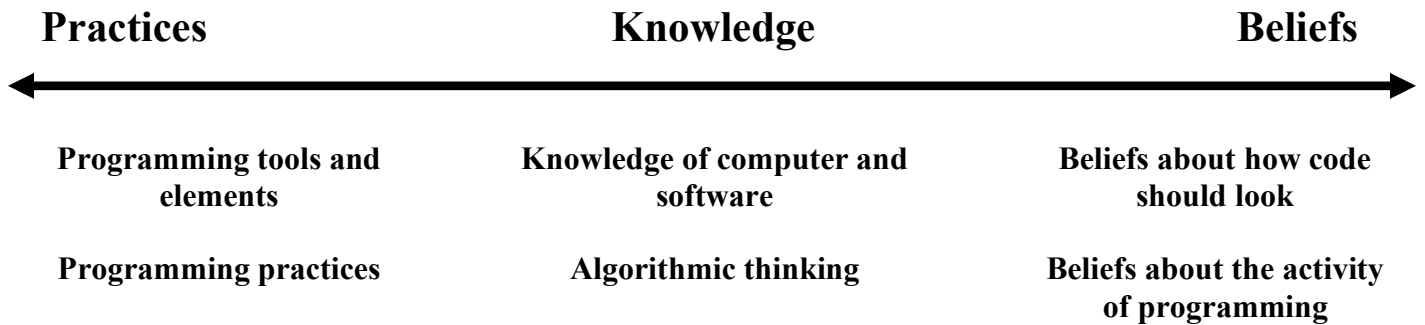 Practices Knowledge Beliefs
Programming tools and
elements
Knowledge of computer and
software
Beliefs about how code
should look
Programming practices
Algorithmic thinking
Beliefs about the activity
of programming